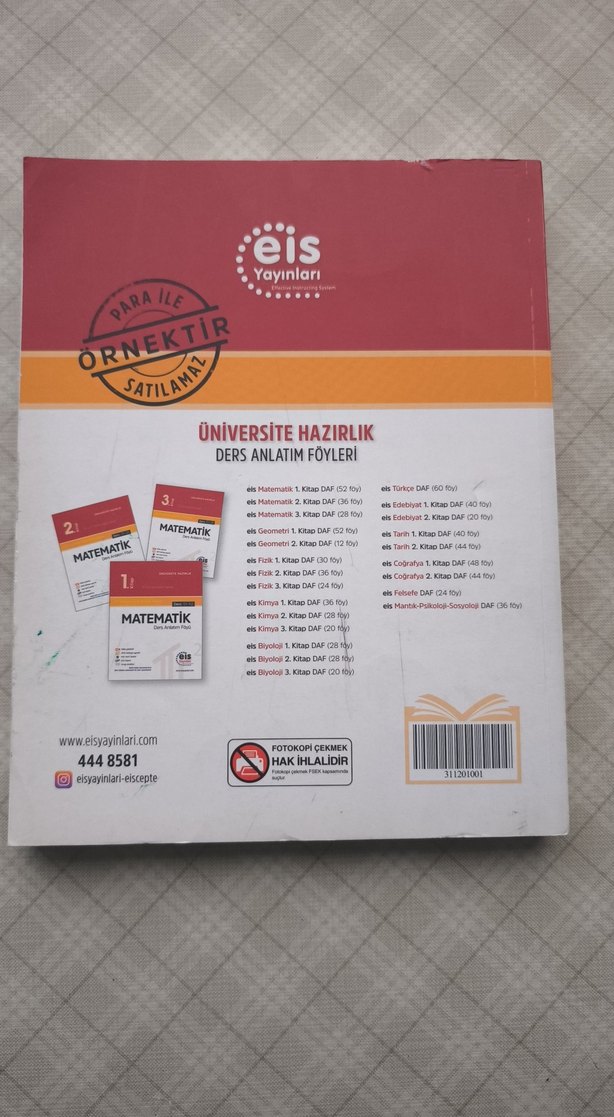 eis
Yayınları
Effective Instructing System
PARA İLE
ÖRNEKTİR
SATILAMAZ
ÜNİVERSİTE HAZIRLIK
DERS ANLATIM FÖYLERİ
eis Matematik 1. Kitap DAF (52 föy)
eis Matematik 2. Kitap DAF (36 föy)
eis Matematik 3. Kitap DAF (28 föy)
eis Geometri 1. Kitap DAF (52 föy)
eis Geometri 2. Kitap DAF (12 föy)
eis Fizik 1. Kitap DAF (30 föy)
eis Fizik 2. Kitap DAF (36 föy)
eis Fizik 3. Kitap DAF (24 föy)
eis Kimya 1. Kitap DAF (36 föy)
eis Kimya 2. Kitap DAF (28 föy)
eis Kimya 3. Kitap DAF (20 föy)
eis Biyoloji 1. Kitap DAF (28 föy)
eis Biyoloji 2. Kitap DAF (28 föy)
eis Biyoloji 3. Kitap DAF (20 föy)
eis Türkçe DAF (60 föy)
eis Edebiyat 1. Kitap DAF (40 föy)
eis Edebiyat 2. Kitap DAF (20 föy)
eis Tarih 1. Kitap DAF (40 föy)
eis Tarih 2. Kitap DAF (44 föy)
eis Coğrafya 1. Kitap DAF (48 föy)
eis Coğrafya 2. Kitap DAF (44 föy)
eis Felsefe DAF (24 föy)
eis Mantık-Psikoloji-Sosyoloji DAF (36 föy)
2.
MATEMATİK
Ders Anlatım Föyü
3.
MATEMATİK
Ders Anlatım Föyü
1.
MATEMATİK
Ders Anlatım Föyü
eis
www.eisyayinlari.com
444 8581
eisyayinlari-eiscepte
FOTOKOPİ ÇEKMEK
HAK İHLALİDİR
Fotokopi çekmek FSEK kapsamında
suçtur.
311201001